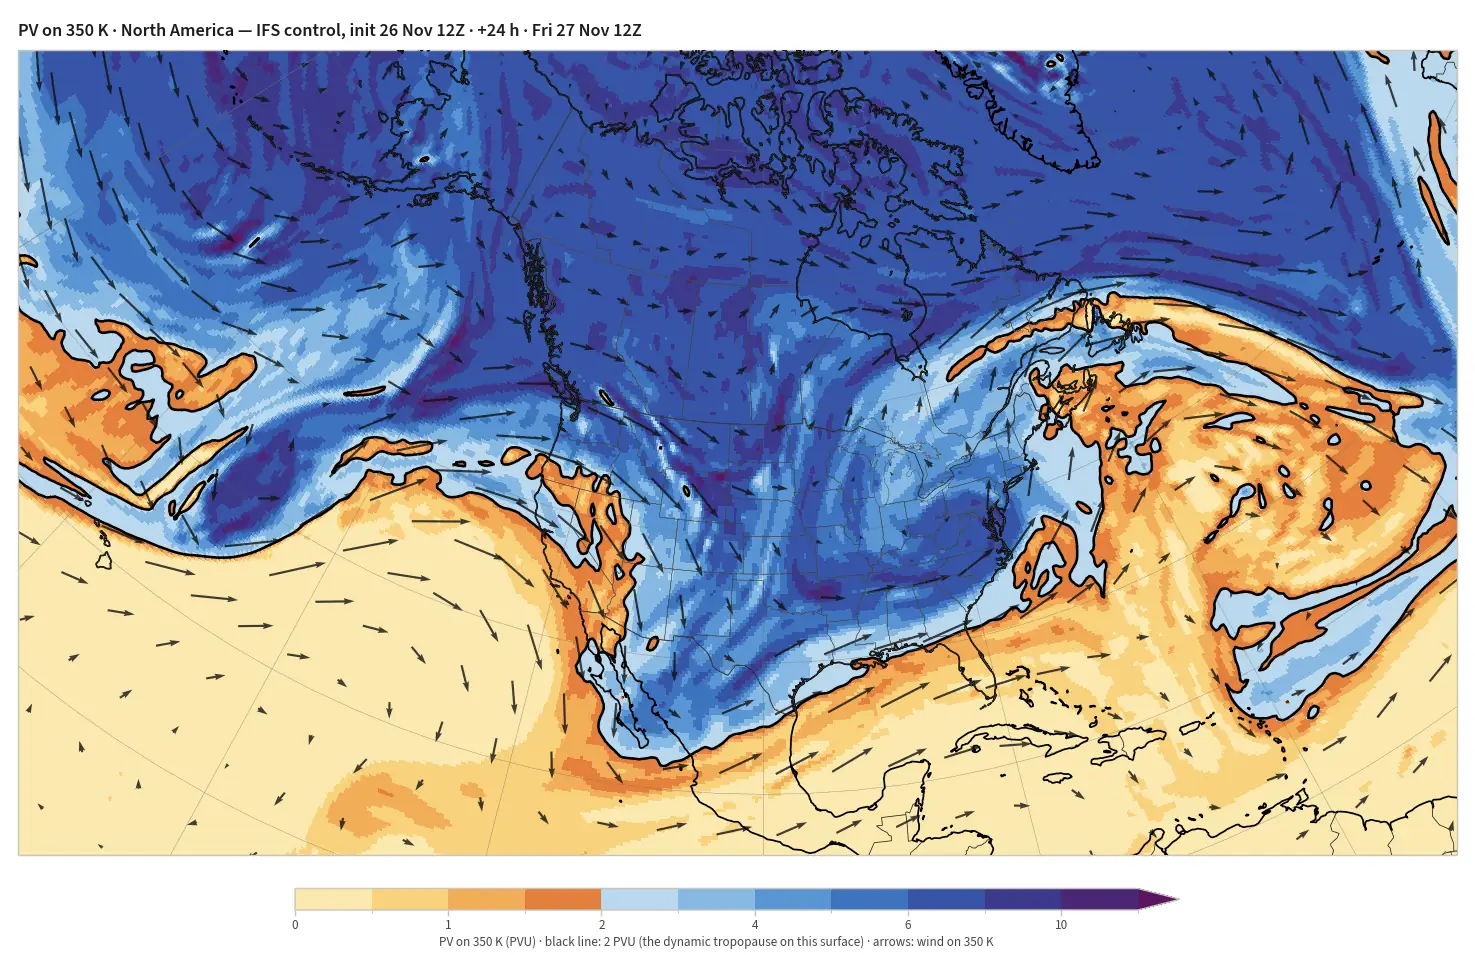 PV on 350 K · North America — IFS control, init 26 Nov 12Z · +24 h · Fri 27 Nov 12Z
0 1 2 4 6 10
PV on 350 K (PVU) · black line: 2 PVU (the dynamic tropopause on this surface) · arrows: wind on 350 K